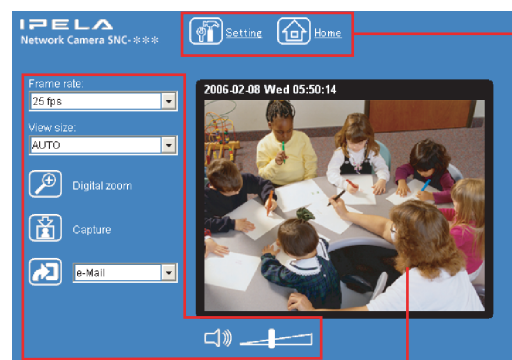 IPELA
Network Camera SNC-***
Setting
Home
Frame rate:
25 fps
View size:
AUTO
Digital zoom
Capture
e-Mail
2006-02-08 Wed 05:50:14